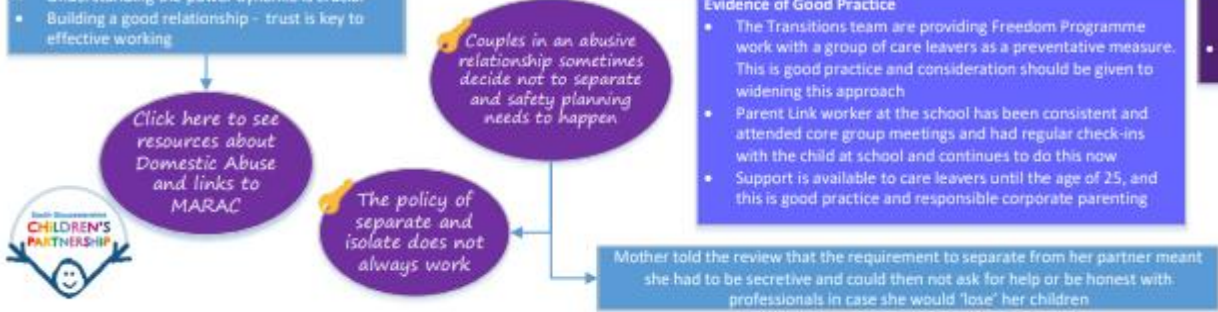 Understanding the power dynamic is crucial
• Building a good relationship - trust is key to
effective working
Click here to see
resources about
Domestic Abuse
and links to
MARAC
CHILDREN'S
PARTNERSHIP
Couples in an abusive
relationship sometimes
decide not to separate
and safety planning
needs to happen
The policy of
separate and
isolate does not
always work
Evidence of Good Practice
• The Transitions team are providing Freedom Programme
work with a group of care leavers as a preventative measure.
This is good practice and consideration should be given to
widening this approach
• Parent Link worker at the school has been consistent and
attended core group meetings and had regular check-ins
with the child at school and continues to do this now
• Support is available to care leavers until the age of 25, and
this is good practice and responsible corporate parenting
Mother told the review that the requirement to separate from her partner meant
she had to be secretive and could then not ask for help or be honest with
professionals in case she would 'lose' her children